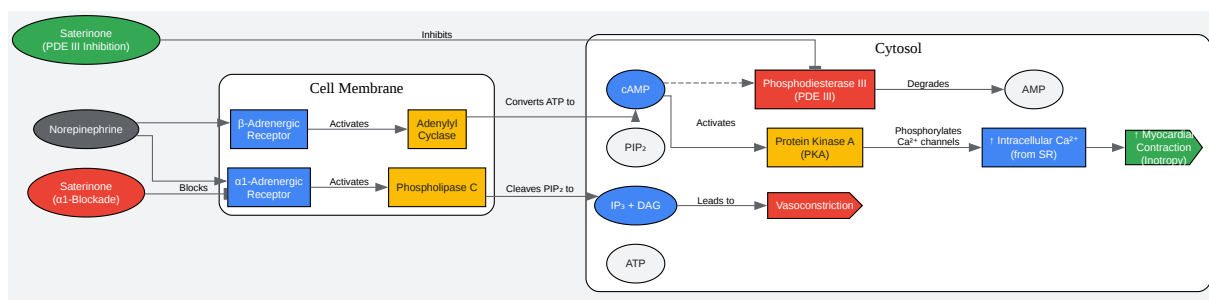 Saterinone
(PDE III Inhibition)
Inhibits
Cytosol
Cell Membrane
cAMP
Phosphodiesterase III
(PDE III)
Degrades
AMP
Norepinephrine
β-Adrenergic
Receptor
Activates
Adenylyl
Cyclase
Converts ATP to
Activates
PIP₂
Protein Kinase A
(PKA)
Phosphorylates
Ca²⁺ channels
↑ Intracellular Ca²⁺
(from SR)
↑ Myocardial
Contraction
(Inotropy)
Saterinone
(α1-Blockade)
Blocks
α1-Adrenergic
Receptor
Activates
Phospholipase C
Cleaves PIP₂ to
IP₃ + DAG
Leads to
Vasoconstriction
ATP